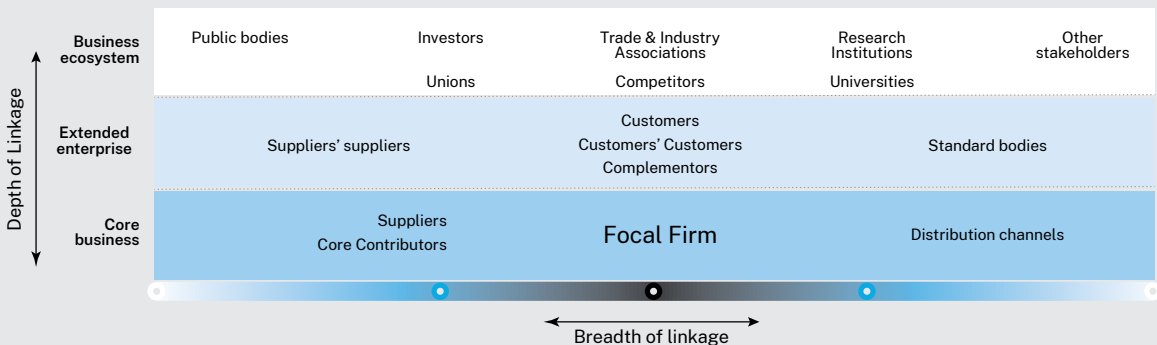 Depth of Linkage
Business
ecosystem
Public bodies
Investors
Trade & Industry
Associations
Research
Institutions
Other
stakeholders
Unions
Competitors
Universities
Extended
enterprise
Suppliers’ suppliers
Customers
Customers’ Customers
Complementors
Standard bodies
Core
business
Suppliers
Core Contributors
Focal Firm
Distribution channels
Breadth of linkage